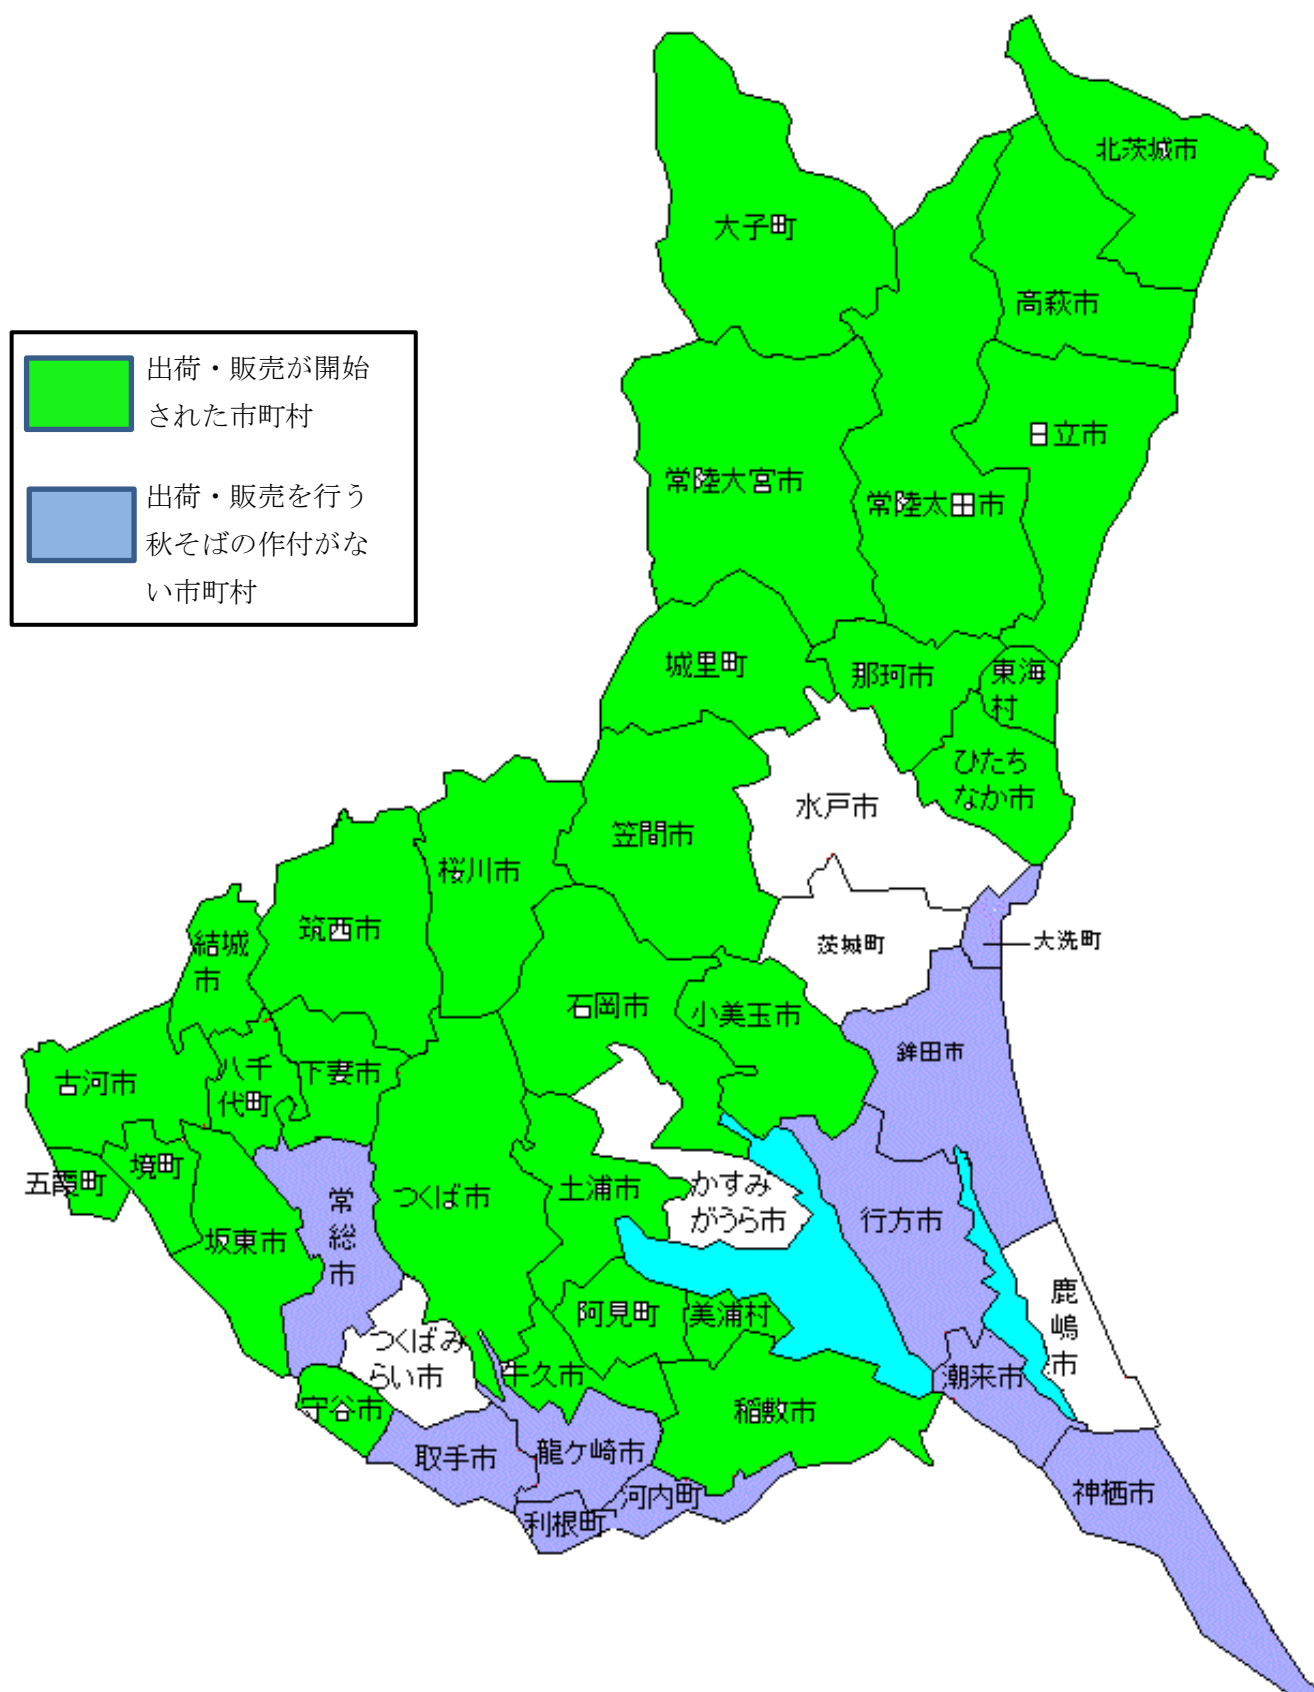 北茨城市
大子町
高萩市
出荷・販売が開始
された市町村
日立市
常陸大宮市
常陸太田市
出荷・販売を行う
秋そばの作付がな
い市町村
城里町
那珂市
東海
村
ひたち
なか市
水戸市
笠間市
桜川市
筑西市
結城
市
茨城町
大洗町
石岡市
小美玉市
鉾田市
古河市
八千
代町
下妻市
五霞町
境町
坂東市
常
総
市
つくば市
土浦市
かすみ
がうら市
行方市
鹿
嶋
市
阿見町
美浦村
つくばみ
らい市
牛久市
守谷市
稲敷市
潮来市
取手市
龍ケ崎市
河内町
利根町
神栖市